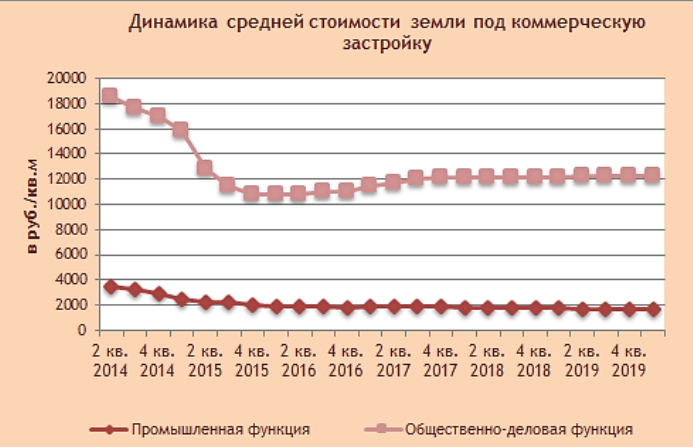 Динамика средней стоимости земли под коммерческую
застройку
20000
18000
16000
14000
12000
10000
8000
6000
4000
2000
0
в руб./кв.м
2 кв. 4 кв. 2 кв. 4 кв. 2 кв. 4 кв. 2 кв. 4 кв. 2 кв. 4 кв. 2 кв. 4 кв.
2014 2014 2015 2015 2016 2016 2017 2017 2018 2018 2019 2019
Промышленная функция Общественно-деловая функция